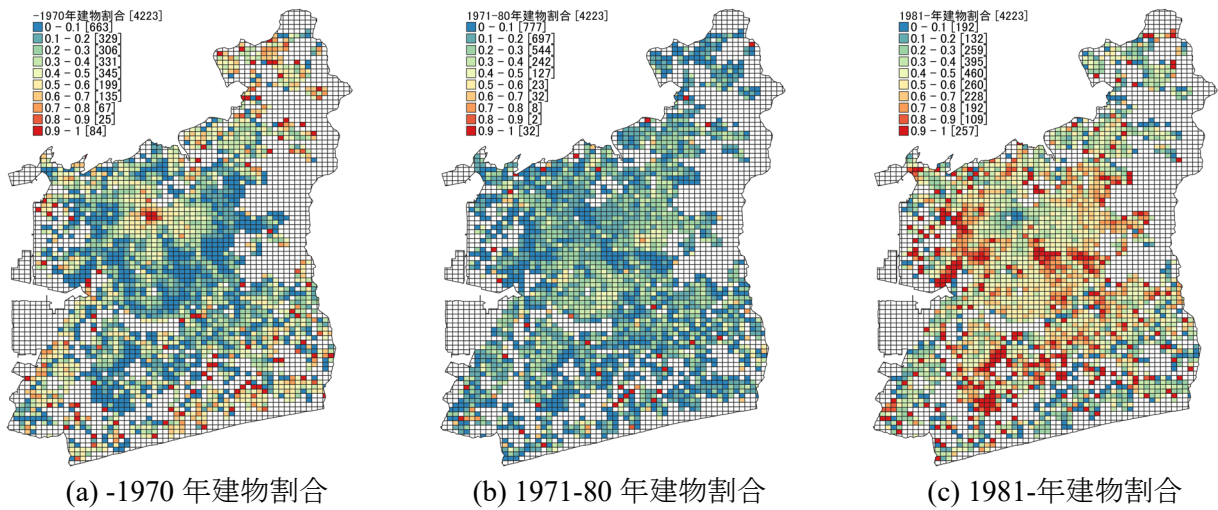 -1970年建物割合 [4223]
0 - 0.1 [663]
0.1 - 0.2 [329]
0.2 - 0.3 [306]
0.3 - 0.4 [331]
0.4 - 0.5 [345]
0.5 - 0.6 [199]
0.6 - 0.7 [135]
0.7 - 0.8 [67]
0.8 - 0.9 [25]
0.9 - 1 [84]
1971-80年建物割合 [4223]
0 - 0.1 [777]
0.1 - 0.2 [697]
0.2 - 0.3 [544]
0.3 - 0.4 [242]
0.4 - 0.5 [127]
0.5 - 0.6 [23]
0.6 - 0.7 [32]
0.7 - 0.8 [8]
0.8 - 0.9 [2]
0.9 - 1 [32]
1981-年建物割合 [4223]
0 - 0.1 [192]
0.1 - 0.2 [132]
0.2 - 0.3 [259]
0.3 - 0.4 [395]
0.4 - 0.5 [460]
0.5 - 0.6 [260]
0.6 - 0.7 [228]
0.7 - 0.8 [192]
0.8 - 0.9 [109]
0.9 - 1 [257]
(a) -1970 年建物割合
(b) 1971-80 年建物割合
(c) 1981-年建物割合